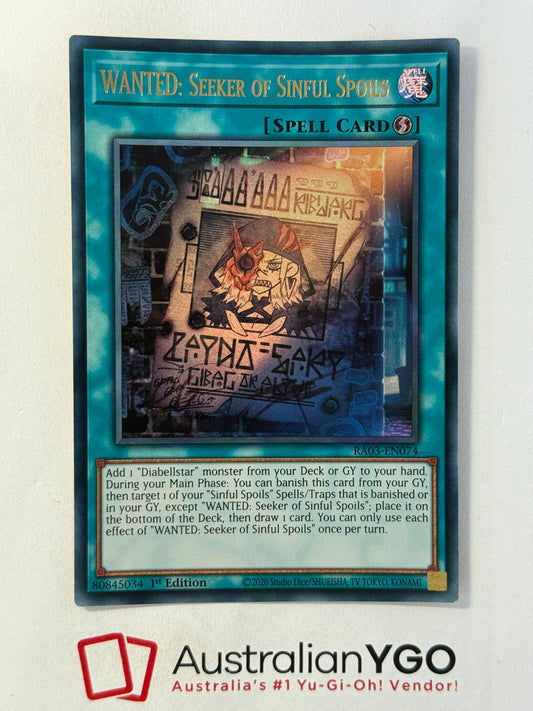 WANTED: SEEKER OF SINFUL SPOILS
SPELL
魔
[SPELL CARD]
RA03-EN074
Add 1 "Diabellstar" monster from your Deck or GY to your hand.
During your Main Phase: You can banish this card from your GY,
then target 1 of your "Sinful Spoils" Spells/Traps that is banished or
in your GY, except "WANTED: Seeker of Sinful Spoils"; place it on
the bottom of the Deck, then draw 1 card. You can only use each
effect of "WANTED: Seeker of Sinful Spoils" once per turn.
80845034 1st Edition
©2020 Studio Dice/SHUEISHA, TV TOKYO, KONAMI
AustralianYGO
Australia's #1 Yu-Gi-Oh! Vendor!